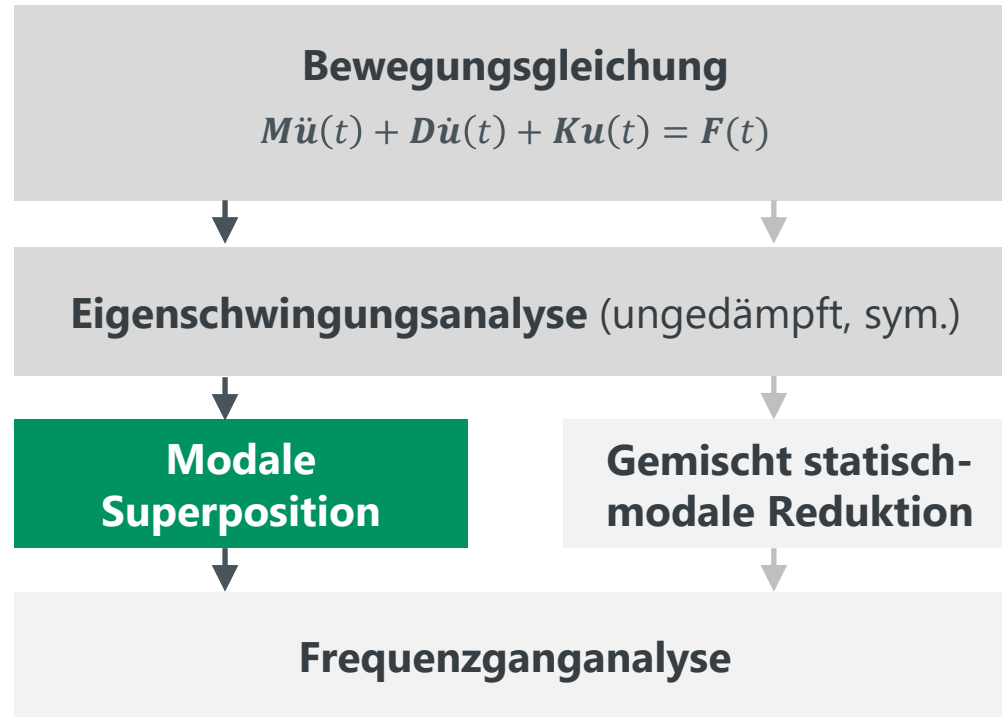 Bewegungsgleichung
𝑴𝒖̈(𝑡) + 𝑫𝒖̇(𝑡) + 𝑲𝒖(𝑡) = 𝑭(𝑡)
Eigenschwingungsanalyse (ungedämpft, sym.)
Modale
Superposition
Gemischt statisch-
modale Reduktion
Frequenzganganalyse